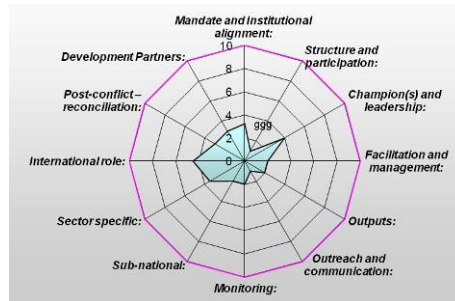 Mandate and institutional
alignment:
Structure and
participation:
Champion(s) and
leadership:
Facilitation and
management:
Outputs:
Outreach and
communication:
Monitoring:
Sub-national:
Sector specific:
International role:
Post-conflict –
reconciliation:
Development Partners:
10
8
6
4
2
0
ggg